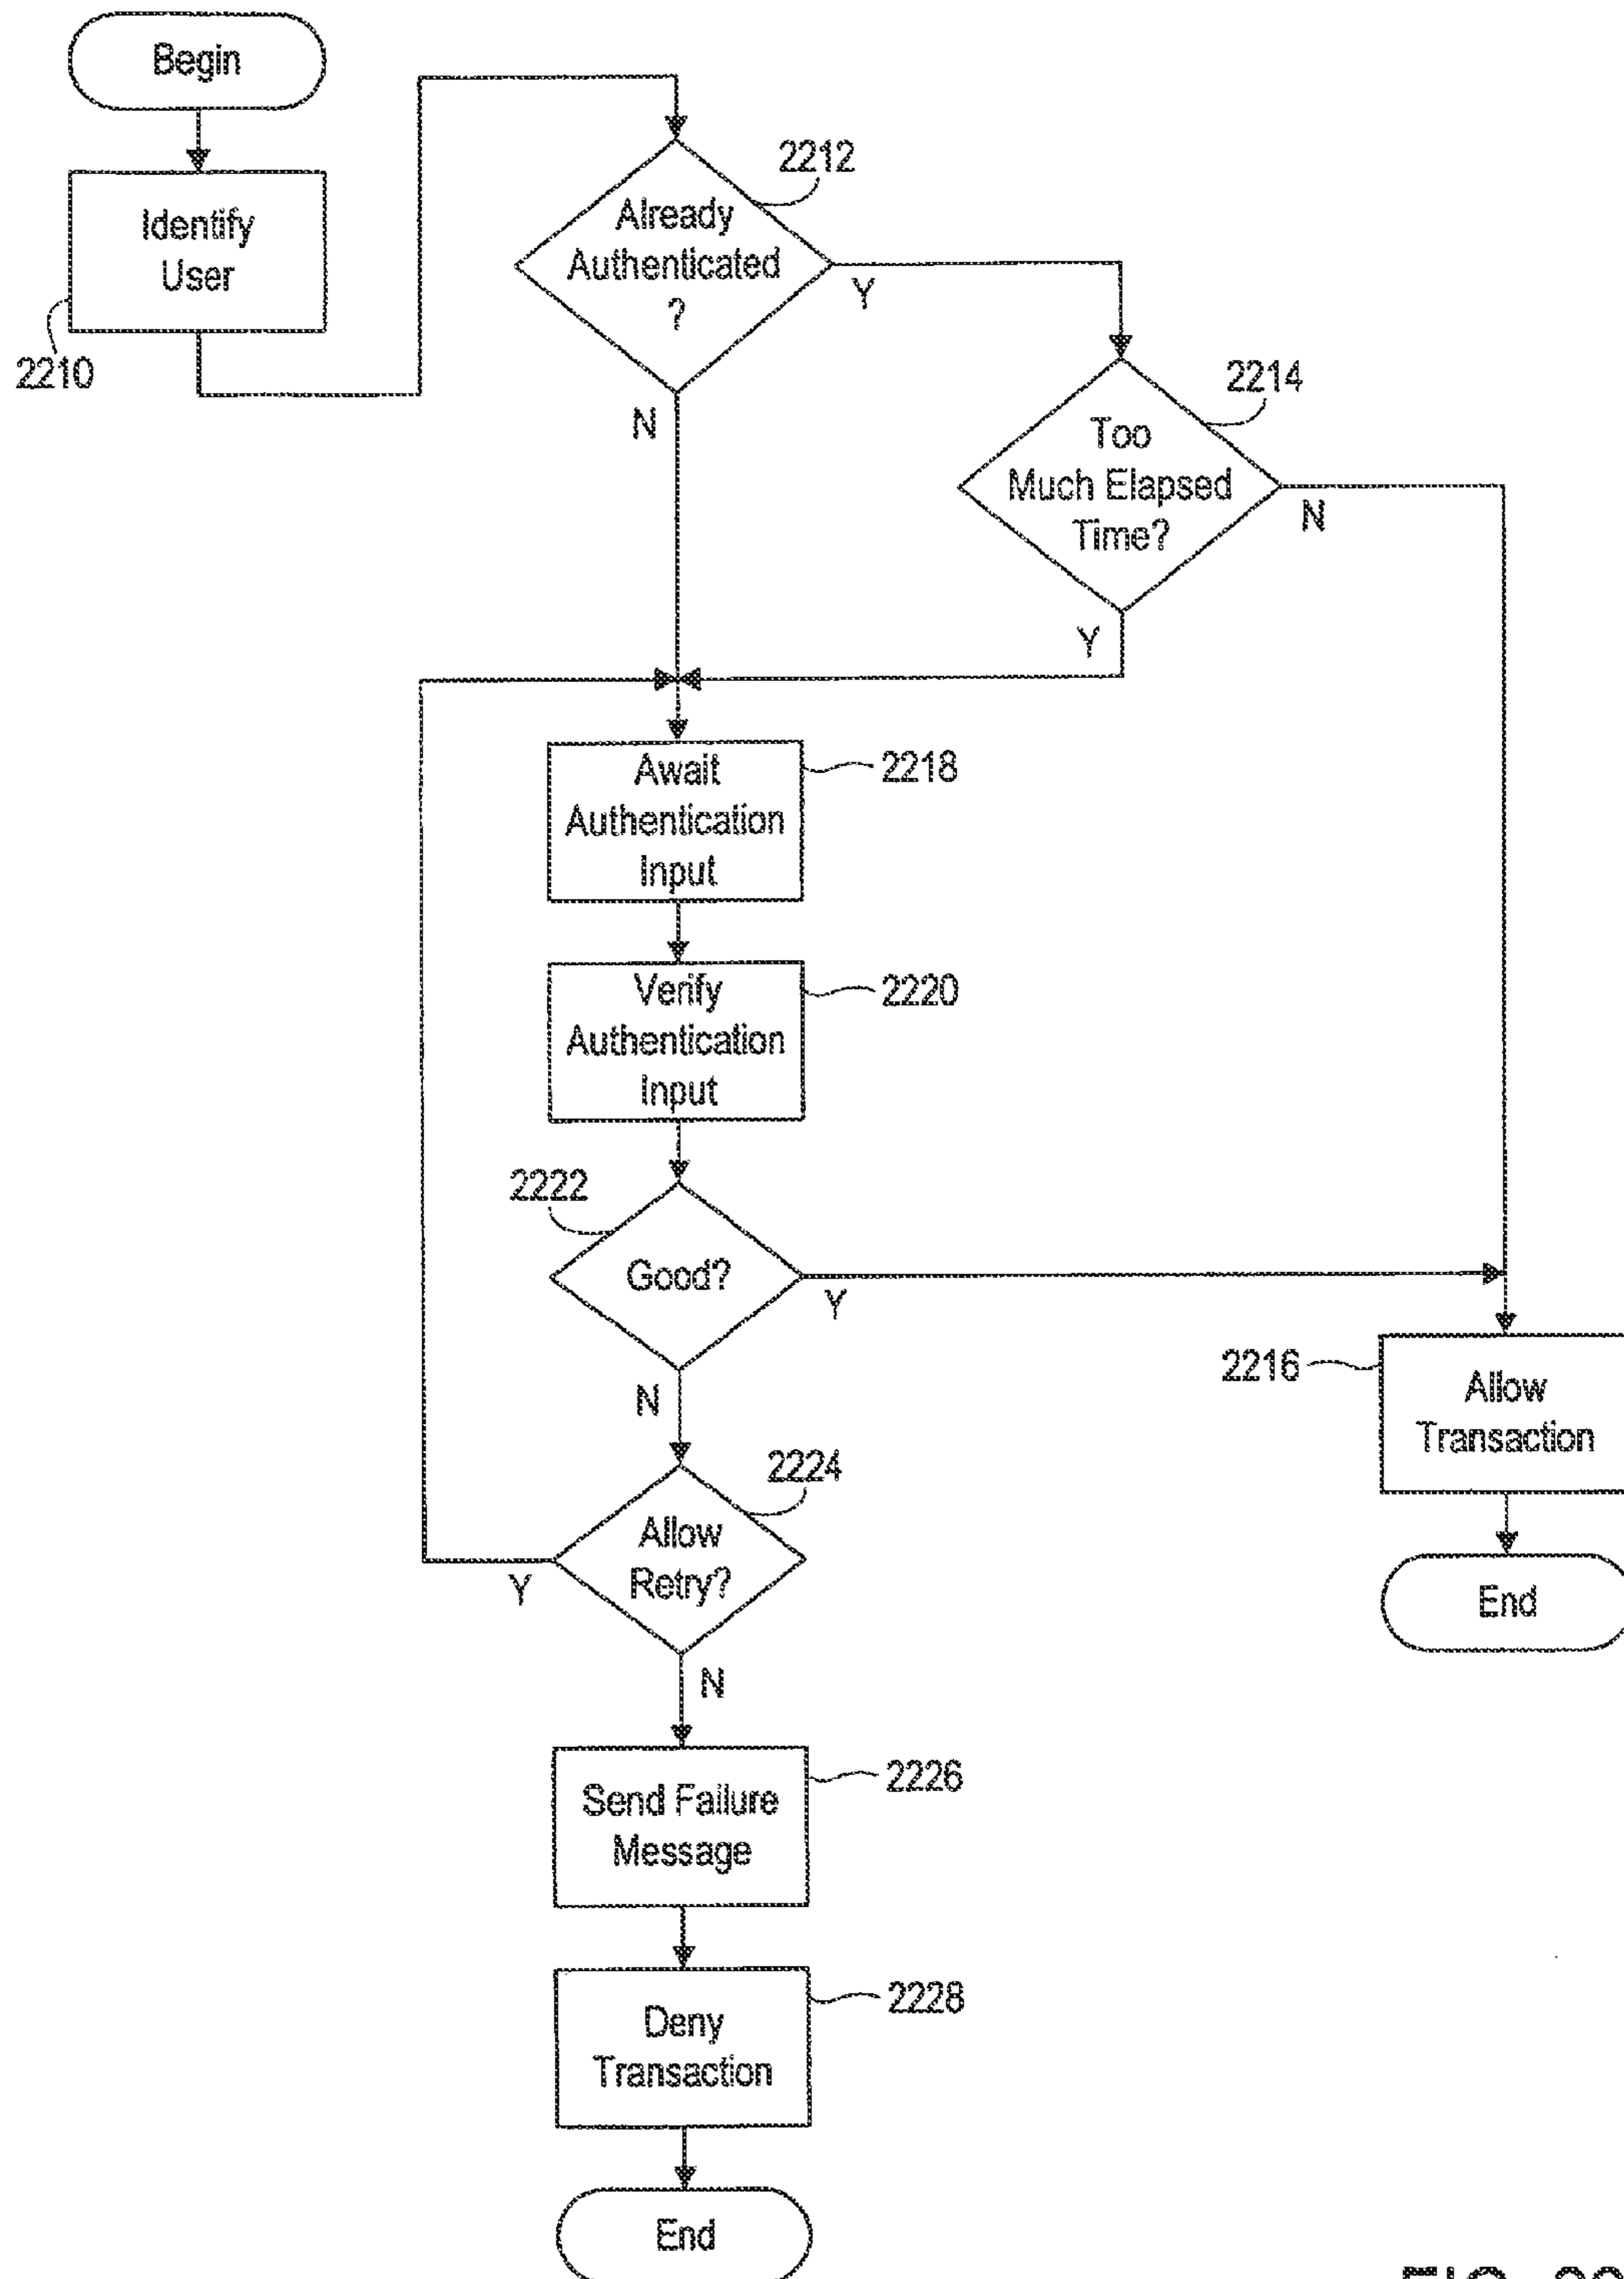 Begin
Identify
User
2210
Already
Authenticated
?
2212
Y
N
Too
Much Elapsed
Time?
2214
N
Y
Await
Authentication
Input
2218
Verify
Authentication
Input
2220
2222
Good?
Y
N
2216
Allow
Transaction
End
2224
Allow
Retry?
Y
N
Send Failure
Message
2226
Deny
Transaction
2228
End